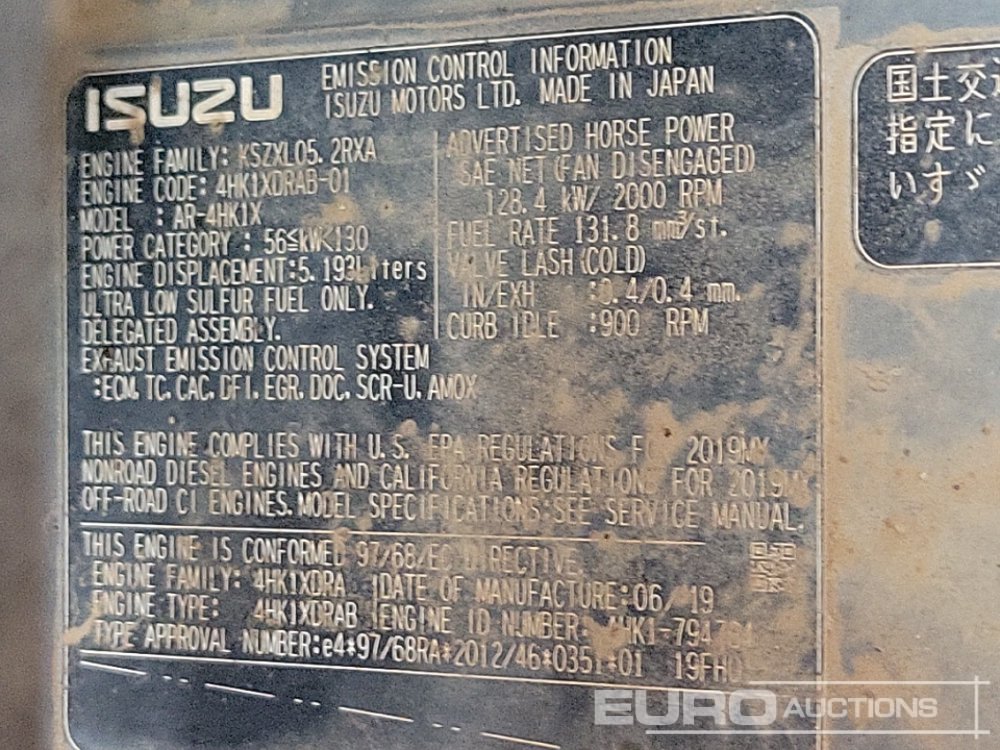 ISUZU
EMISSION CONTROL INFORMATION
ISUZU MOTORS LTD. MADE IN JAPAN
ENGINE FAMILY: KSZXL05.2RXA
ENGINE CODE: 4HK1XDRAB-01
MODEL : AR-4HK1X
POWER CATEGORY : 56≦kW<130
ENGINE DISPLACEMENT:5.193Liters
ULTRA LOW SULFUR FUEL ONLY.
DELEGATED ASSEMBLY.
EXHAUST EMISSION CONTROL SYSTEM
:ECM, TC, CAC, DFI, EGR, DOC, SCR-U, AMOX
ADVERTISED HORSE POWER
SAE NET (FAN DISENGAGED)
128.4 kW/ 2000 RPM
FUEL RATE 131.8 mm³/st.
VALVE LASH (COLD)
IN/EXH :0.4/0.4 mm.
CURB IDLE :900 RPM
THIS ENGINE COMPLIES WITH U.S. EPA REGULATIONS FOR 2019MY
NONROAD DIESEL ENGINES AND CALIFORNIA REGULATIONS FOR 2019MY
OFF-ROAD CI ENGINES. MODEL SPECIFICATIONS:SEE SERVICE MANUAL.
THIS ENGINE IS CONFORMED 97/68/EC DIRECTIVE.
ENGINE FAMILY: 4HK1XDRA DATE OF MANUFACTURE:06/19
ENGINE TYPE: 4HK1XDRAB ENGINE ID NUMBER:
TYPE APPROVAL NUMBER:e4*97/68RA*2012/46*0351*01
国土交
指定に
いすゞ
EURO AUCTIONS